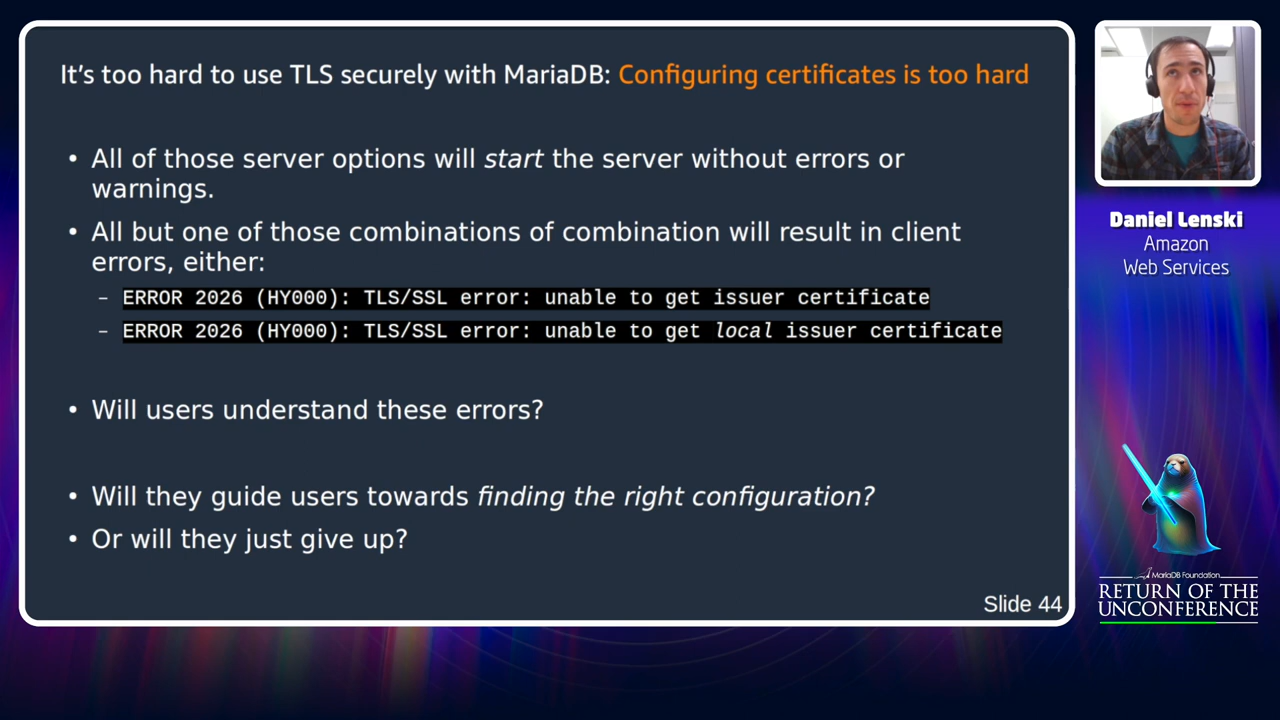 It's too hard to use TLS securely with MariaDB: Configuring certificates is too hard
• All of those server options will start the server without errors or
warnings.
• All but one of those combinations of combination will result in client
errors, either:
– ERROR 2026 (HY000): TLS/SSL error: unable to get issuer certificate
– ERROR 2026 (HY000): TLS/SSL error: unable to get local issuer certificate
• Will users understand these errors?
• Will they guide users towards finding the right configuration?
• Or will they just give up?
Slide 44
Daniel Lenski
Amazon
Web Services
MariaDB Foundation
RETURN OF THE
UNCONFERENCE